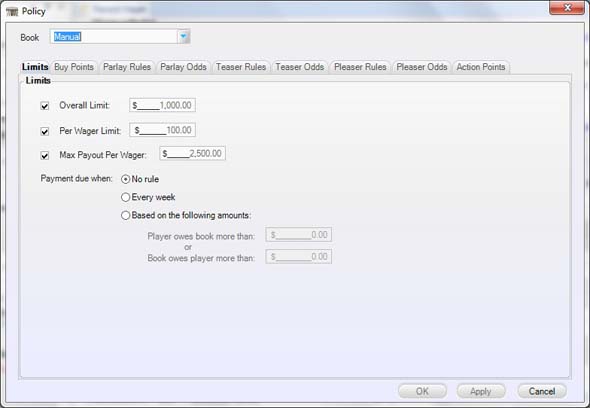 Policy
Book Manual
Limits Buy Points Parlay Rules Parlay Odds Teaser Rules Teaser Odds Pleaser Rules Pleaser Odds Action Points
Limits
Overall Limit: $_____1,000.00
Per Wager Limit: $______100.00
Max Payout Per Wager: $_____2,500.00
Payment due when: No rule
Every week
Based on the following amounts:
Player owes book more than: $________0.00
or
Book owes player more than: $________0.00
OK Apply Cancel